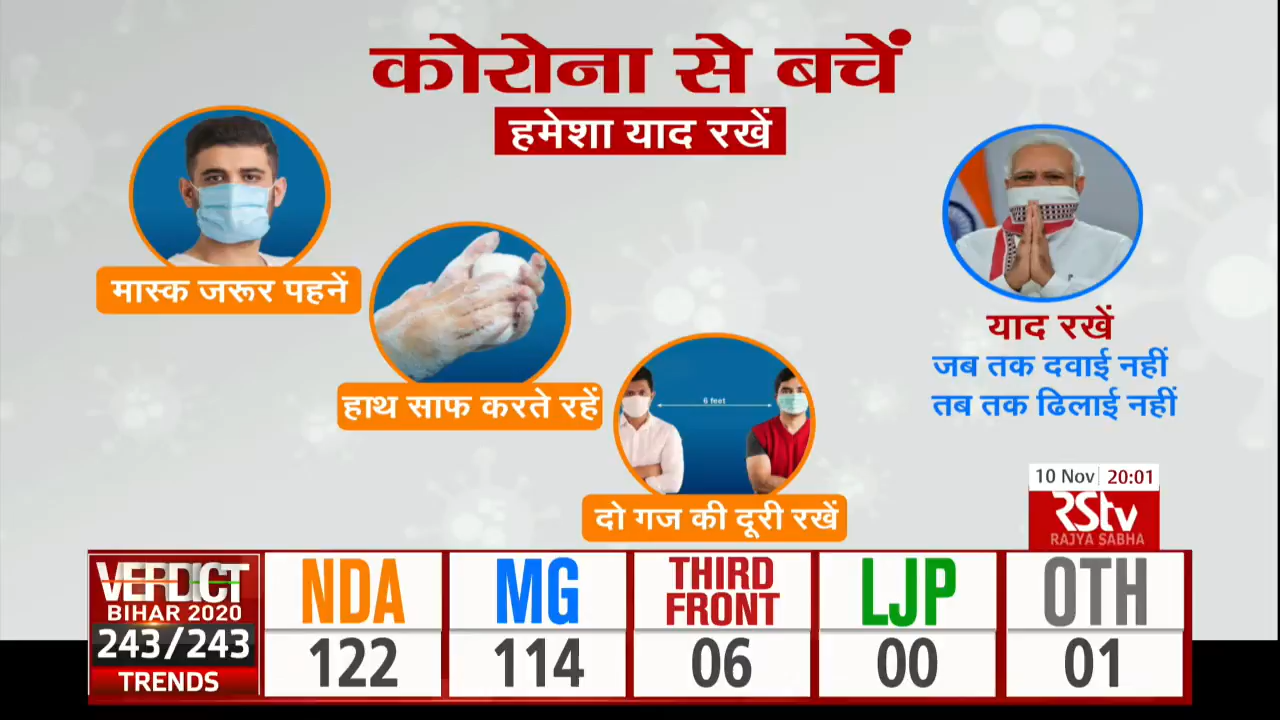 कोरोना से बचें
हमेशा याद रखें
मास्क जरूर पहनें
हाथ साफ करते रहें
6 feet
दो गज की दूरी रखें
याद रखें
जब तक दवाई नहीं
तब तक ढिलाई नहीं
10 Nov 20:01
RStv
RAJYA SABHA
VERDICT
BIHAR 2020
243/243
TRENDS
NDA
122
MG
114
THIRD
FRONT
06
LJP
00
OTH
01